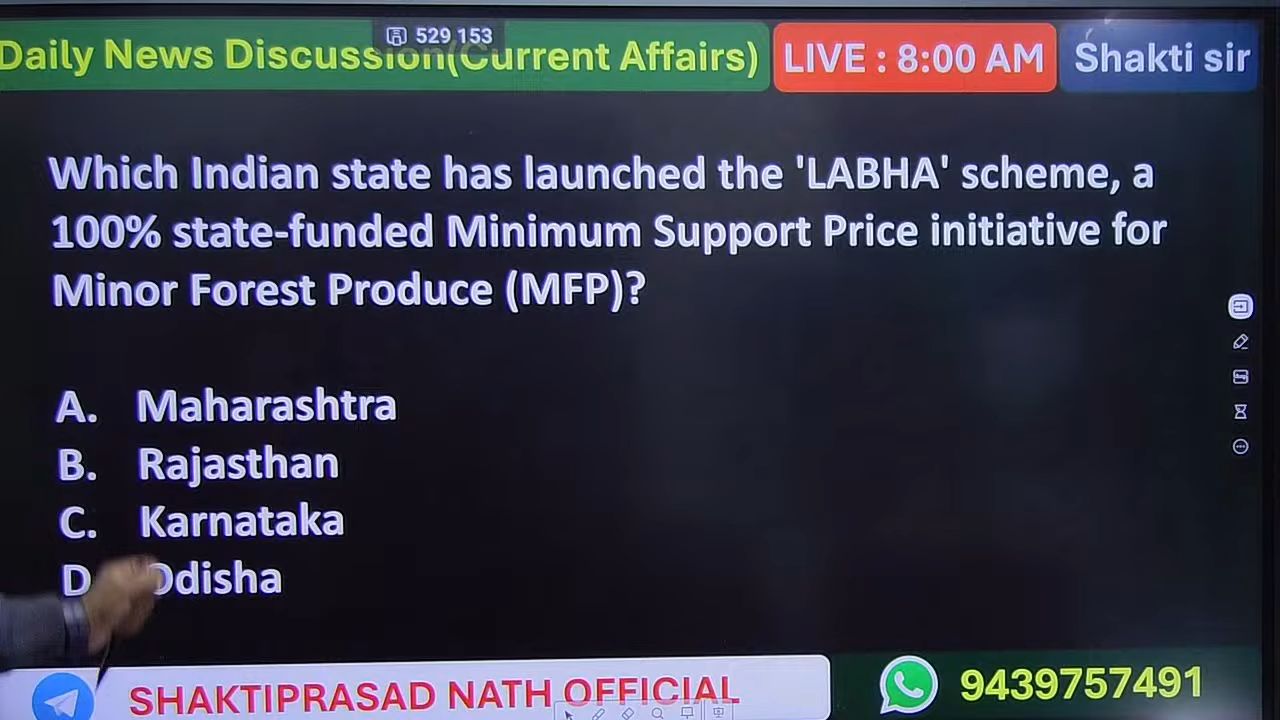 529 153
Daily News Discussion(Current Affairs)
LIVE : 8:00 AM
Shakti sir
Which Indian state has launched the 'LABHA' scheme, a
100% state-funded Minimum Support Price initiative for
Minor Forest Produce (MFP)?
A. Maharashtra
B. Rajasthan
C. Karnataka
D Odisha
SHAKTIPRASAD NATH OFFICIAL
9439757491